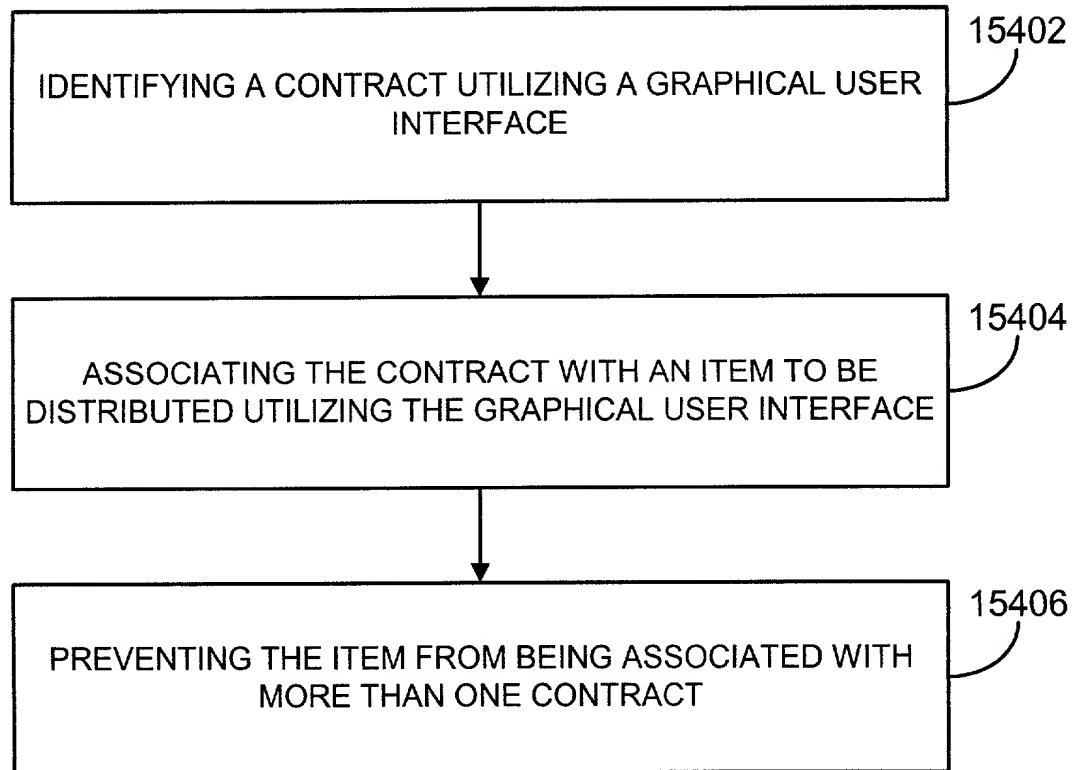 15402
IDENTIFYING A CONTRACT UTILIZING A GRAPHICAL USER
INTERFACE
15404
ASSOCIATING THE CONTRACT WITH AN ITEM TO BE
DISTRIBUTED UTILIZING THE GRAPHICAL USER INTERFACE
15406
PREVENTING THE ITEM FROM BEING ASSOCIATED WITH
MORE THAN ONE CONTRACT